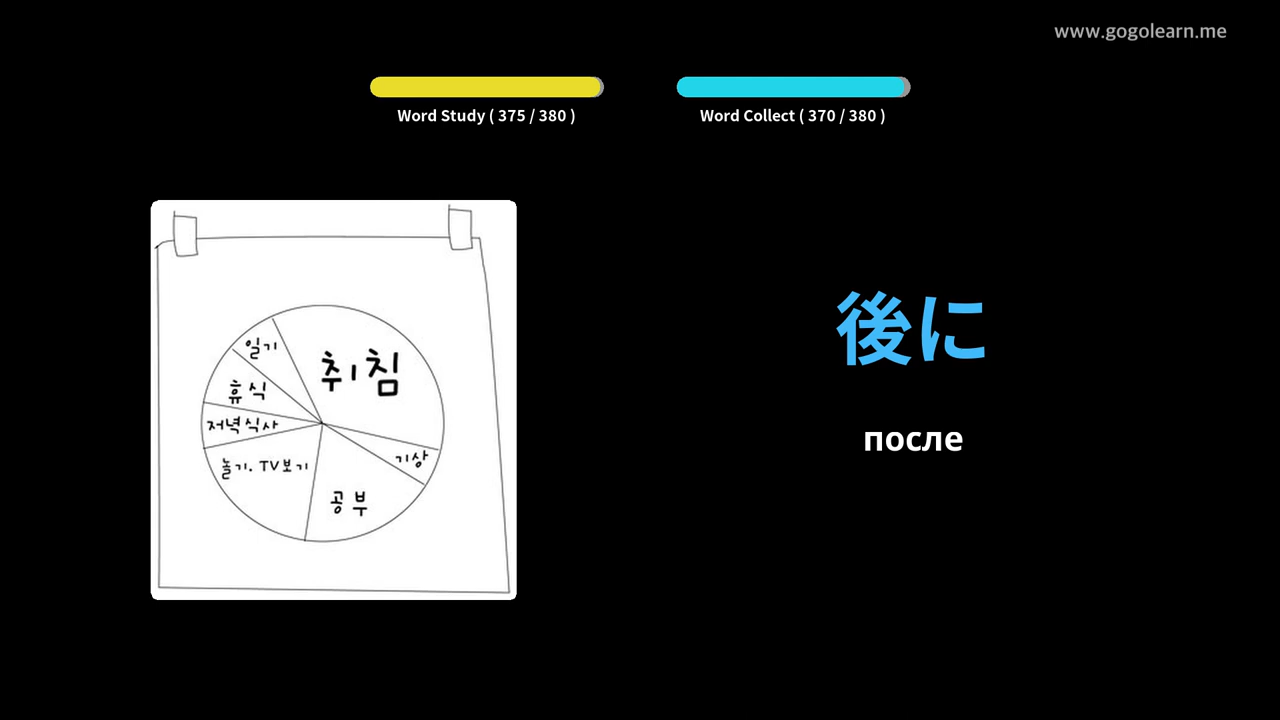 www.gogolearn.me
Word Study ( 375 / 380 )
Word Collect ( 370 / 380 )
일기
취침
휴식
저녁식사
놀기. TV보기
기상
공부
後に
после